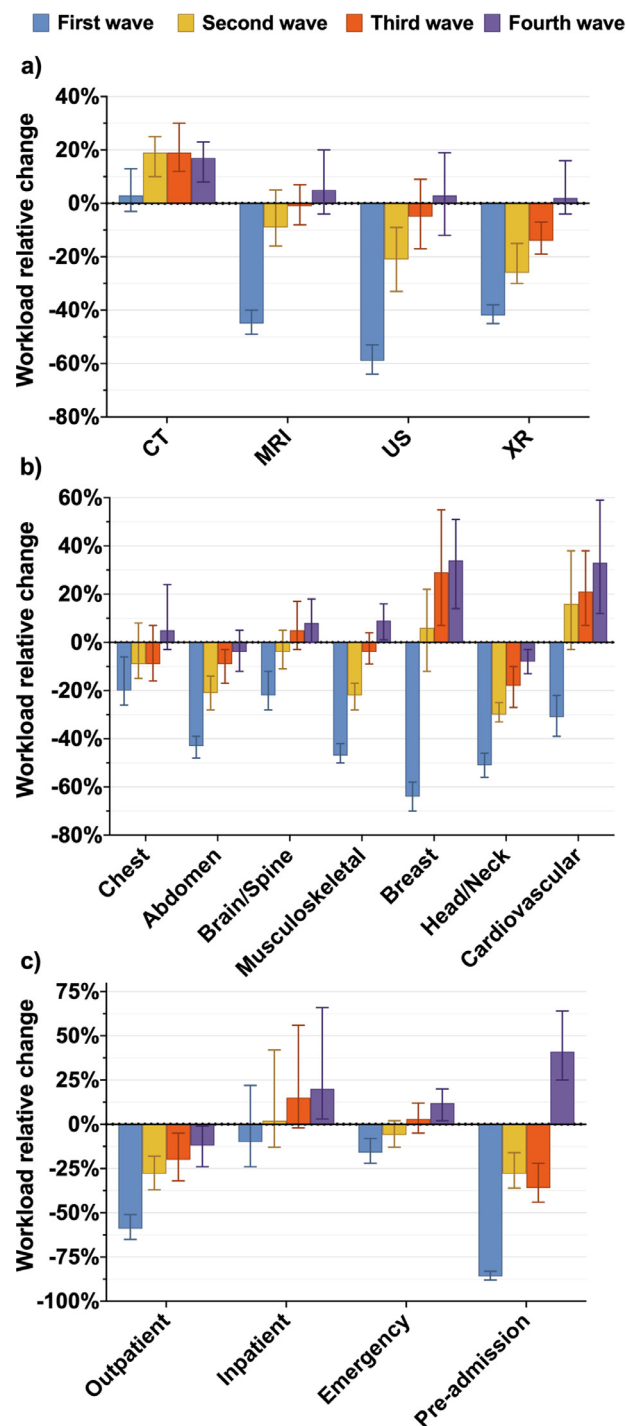 First wave Second wave Third wave Fourth wave
a)
40%
20%
0%
-20%
-40%
-60%
-80%
Workload relative change
CT MRI US XR
b)
60%
40%
20%
0%
-20%
-40%
-60%
-80%
Workload relative change
Chest Abdomen Brain/Spine Musculoskeletal Breast Head/Neck Cardiovascular
c)
75%
50%
25%
0%
-25%
-50%
-75%
-100%
Workload relative change
Outpatient Inpatient Emergency Pre-admission